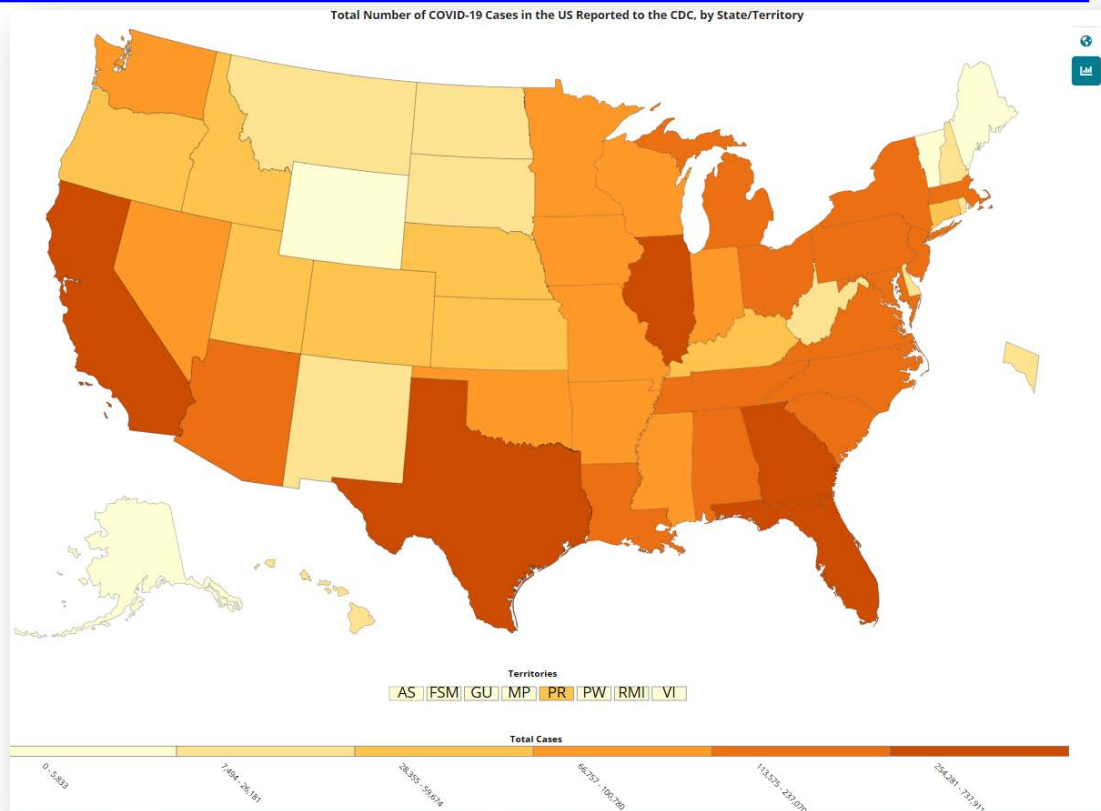 Total Number of COVID-19 Cases in the US Reported to the CDC, by State/Territory
Territories
AS FSM GU MP PR PW RMI VI
Total Cases
0 - 5,833
7,494 - 26,181
28,355 - 59,674
66,757 - 100,780
113,575 - 237,070
254,281 - 737,911